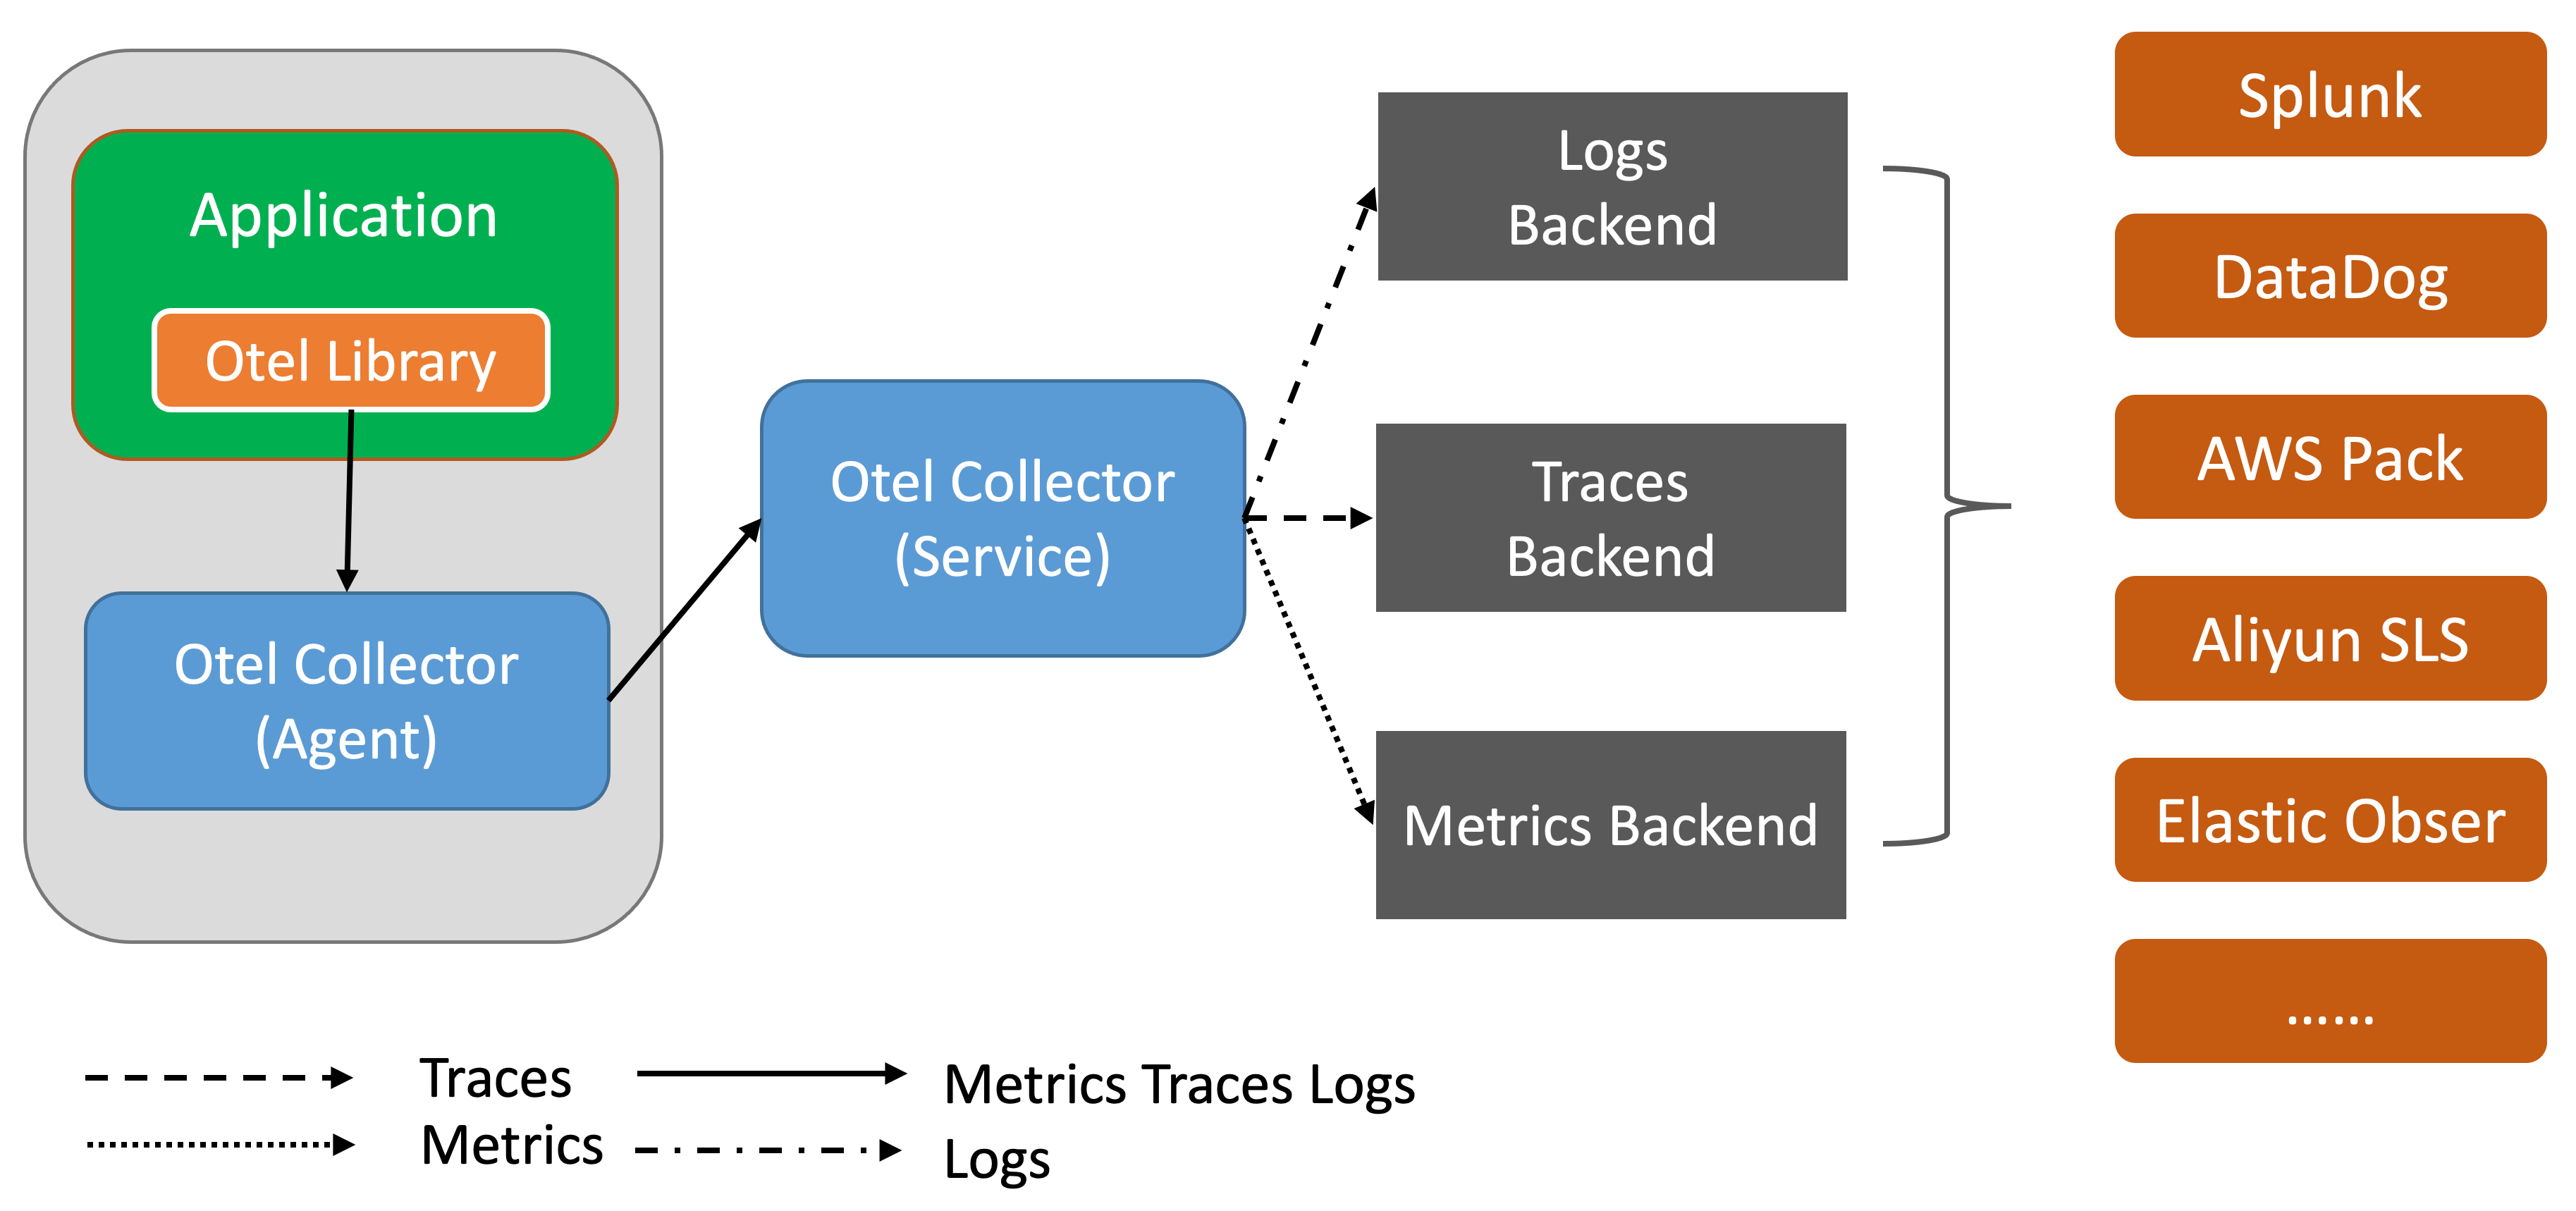 Application
Otel Library
Otel Collector
(Agent)
Otel Collector
(Service)
Logs
Backend
Traces
Backend
Metrics Backend
Splunk
DataDog
AWS Pack
Aliyun SLS
Elastic Obser
......
Traces
Metrics Traces Logs
Metrics
Logs